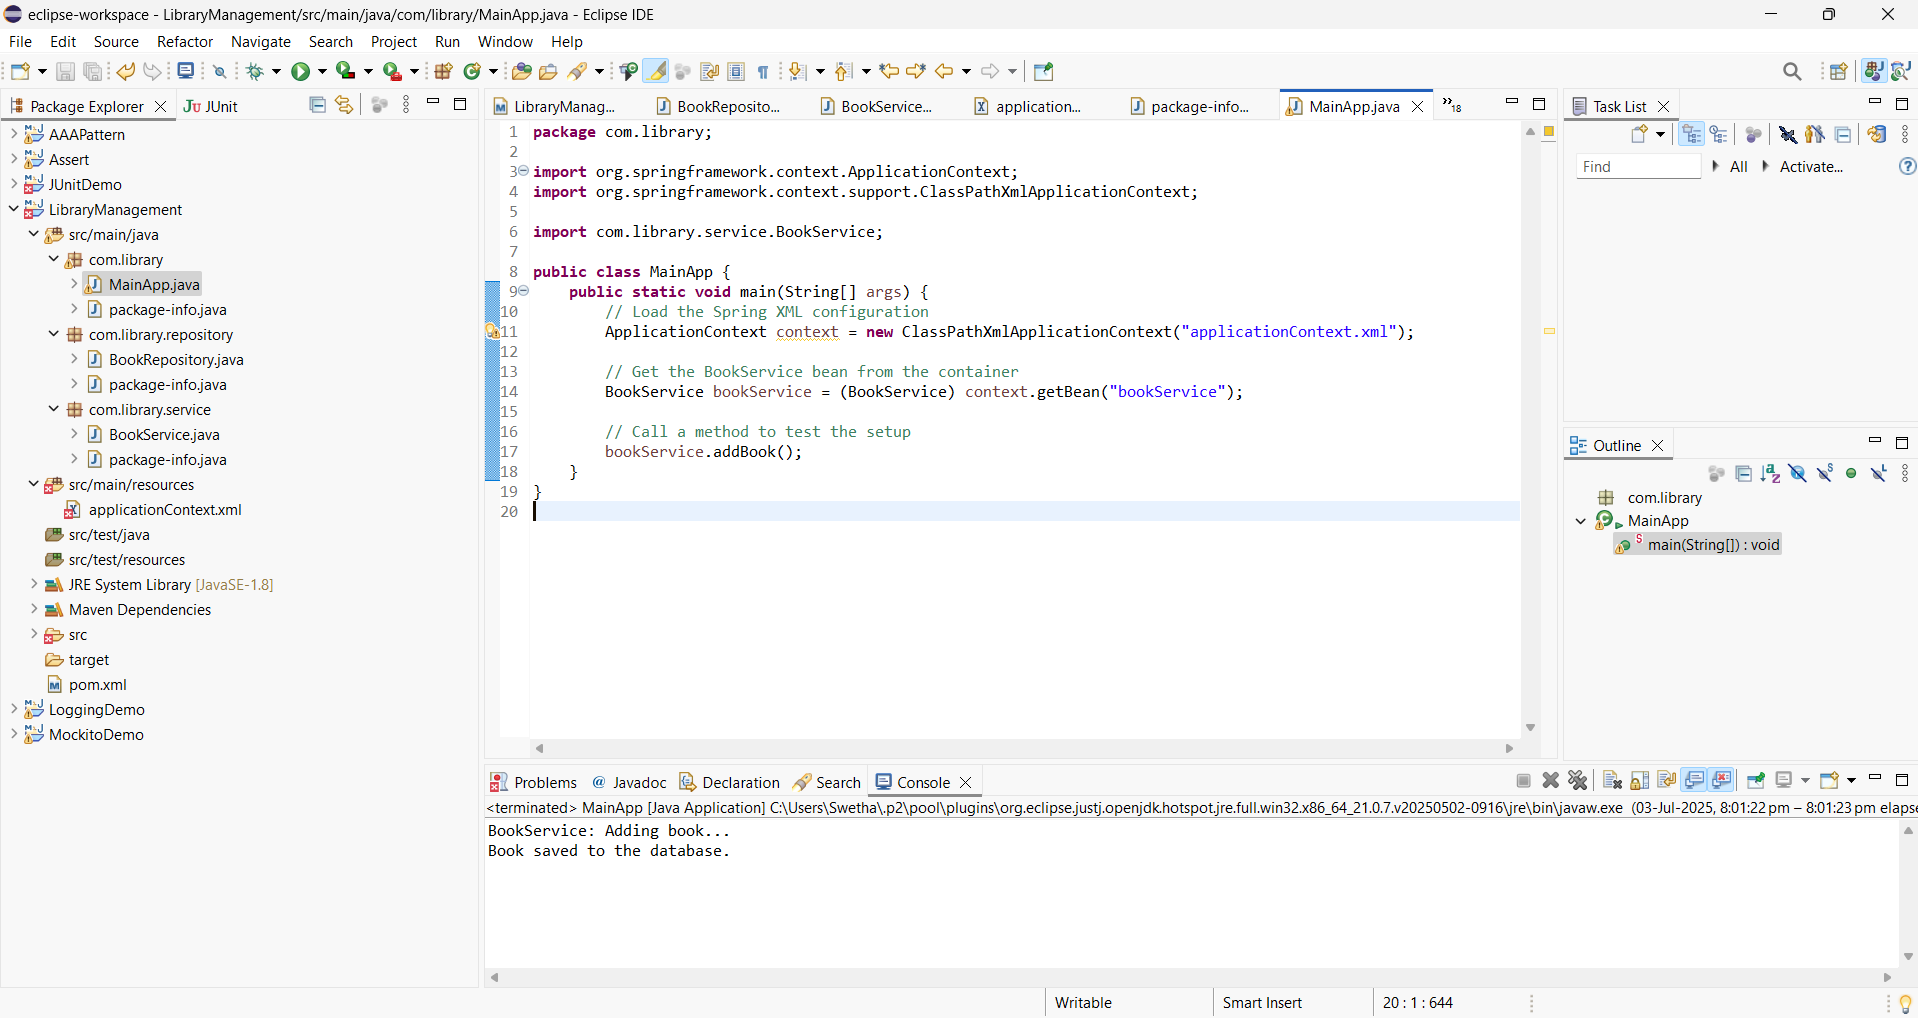 eclipse-workspace - LibraryManagement/src/main/java/com/library/MainApp.java - Eclipse IDE
File Edit Source Refactor Navigate Search Project Run Window Help
Package Explorer JUnit
AAAPattern
Assert
JUnitDemo
LibraryManagement
src/main/java
com.library
MainApp.java
package-info.java
com.library.repository
BookRepository.java
package-info.java
com.library.service
BookService.java
package-info.java
src/main/resources
applicationContext.xml
src/test/java
src/test/resources
JRE System Library [JavaSE-1.8]
Maven Dependencies
src
target
pom.xml
LoggingDemo
MockitoDemo
LibraryManag... BookReposito... BookService... application... package-info... MainApp.java »18
1 package com.library;
2
3 import org.springframework.context.ApplicationContext;
4 import org.springframework.context.support.ClassPathXmlApplicationContext;
5
6 import com.library.service.BookService;
7
8 public class MainApp {
9     public static void main(String[] args) {
10         // Load the Spring XML configuration
11         ApplicationContext context = new ClassPathXmlApplicationContext("applicationContext.xml");
12
13         // Get the BookService bean from the container
14         BookService bookService = (BookService) context.getBean("bookService");
15
16         // Call a method to test the setup
17         bookService.addBook();
18     }
19 }
20
Task List
Find All Activate...
Outline
com.library
MainApp
main(String[]) : void
Problems Javadoc Declaration Search Console
<terminated> MainApp [Java Application] C:\Users\Swetha\.p2\pool\plugins\org.eclipse.justj.openjdk.hotspot.jre.full.win32.x86_64_21.0.7.v20250502-0916\jre\bin\javaw.exe (03-Jul-2025, 8:01:22 pm – 8:01:23 pm elapse
BookService: Adding book...
Book saved to the database.
Writable Smart Insert 20 : 1 : 644